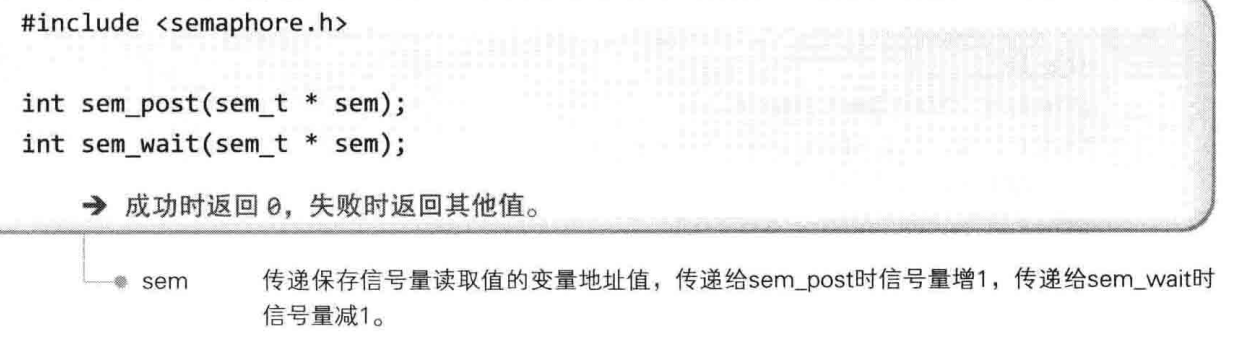 #include <semaphore.h>
int sem_post(sem_t * sem);
int sem_wait(sem_t * sem);
➔ 成功时返回 0，失败时返回其他值。
sem 传递保存信号量读取值的变量地址值，传递给sem_post时信号量增1，传递给sem_wait时
信号量减1。